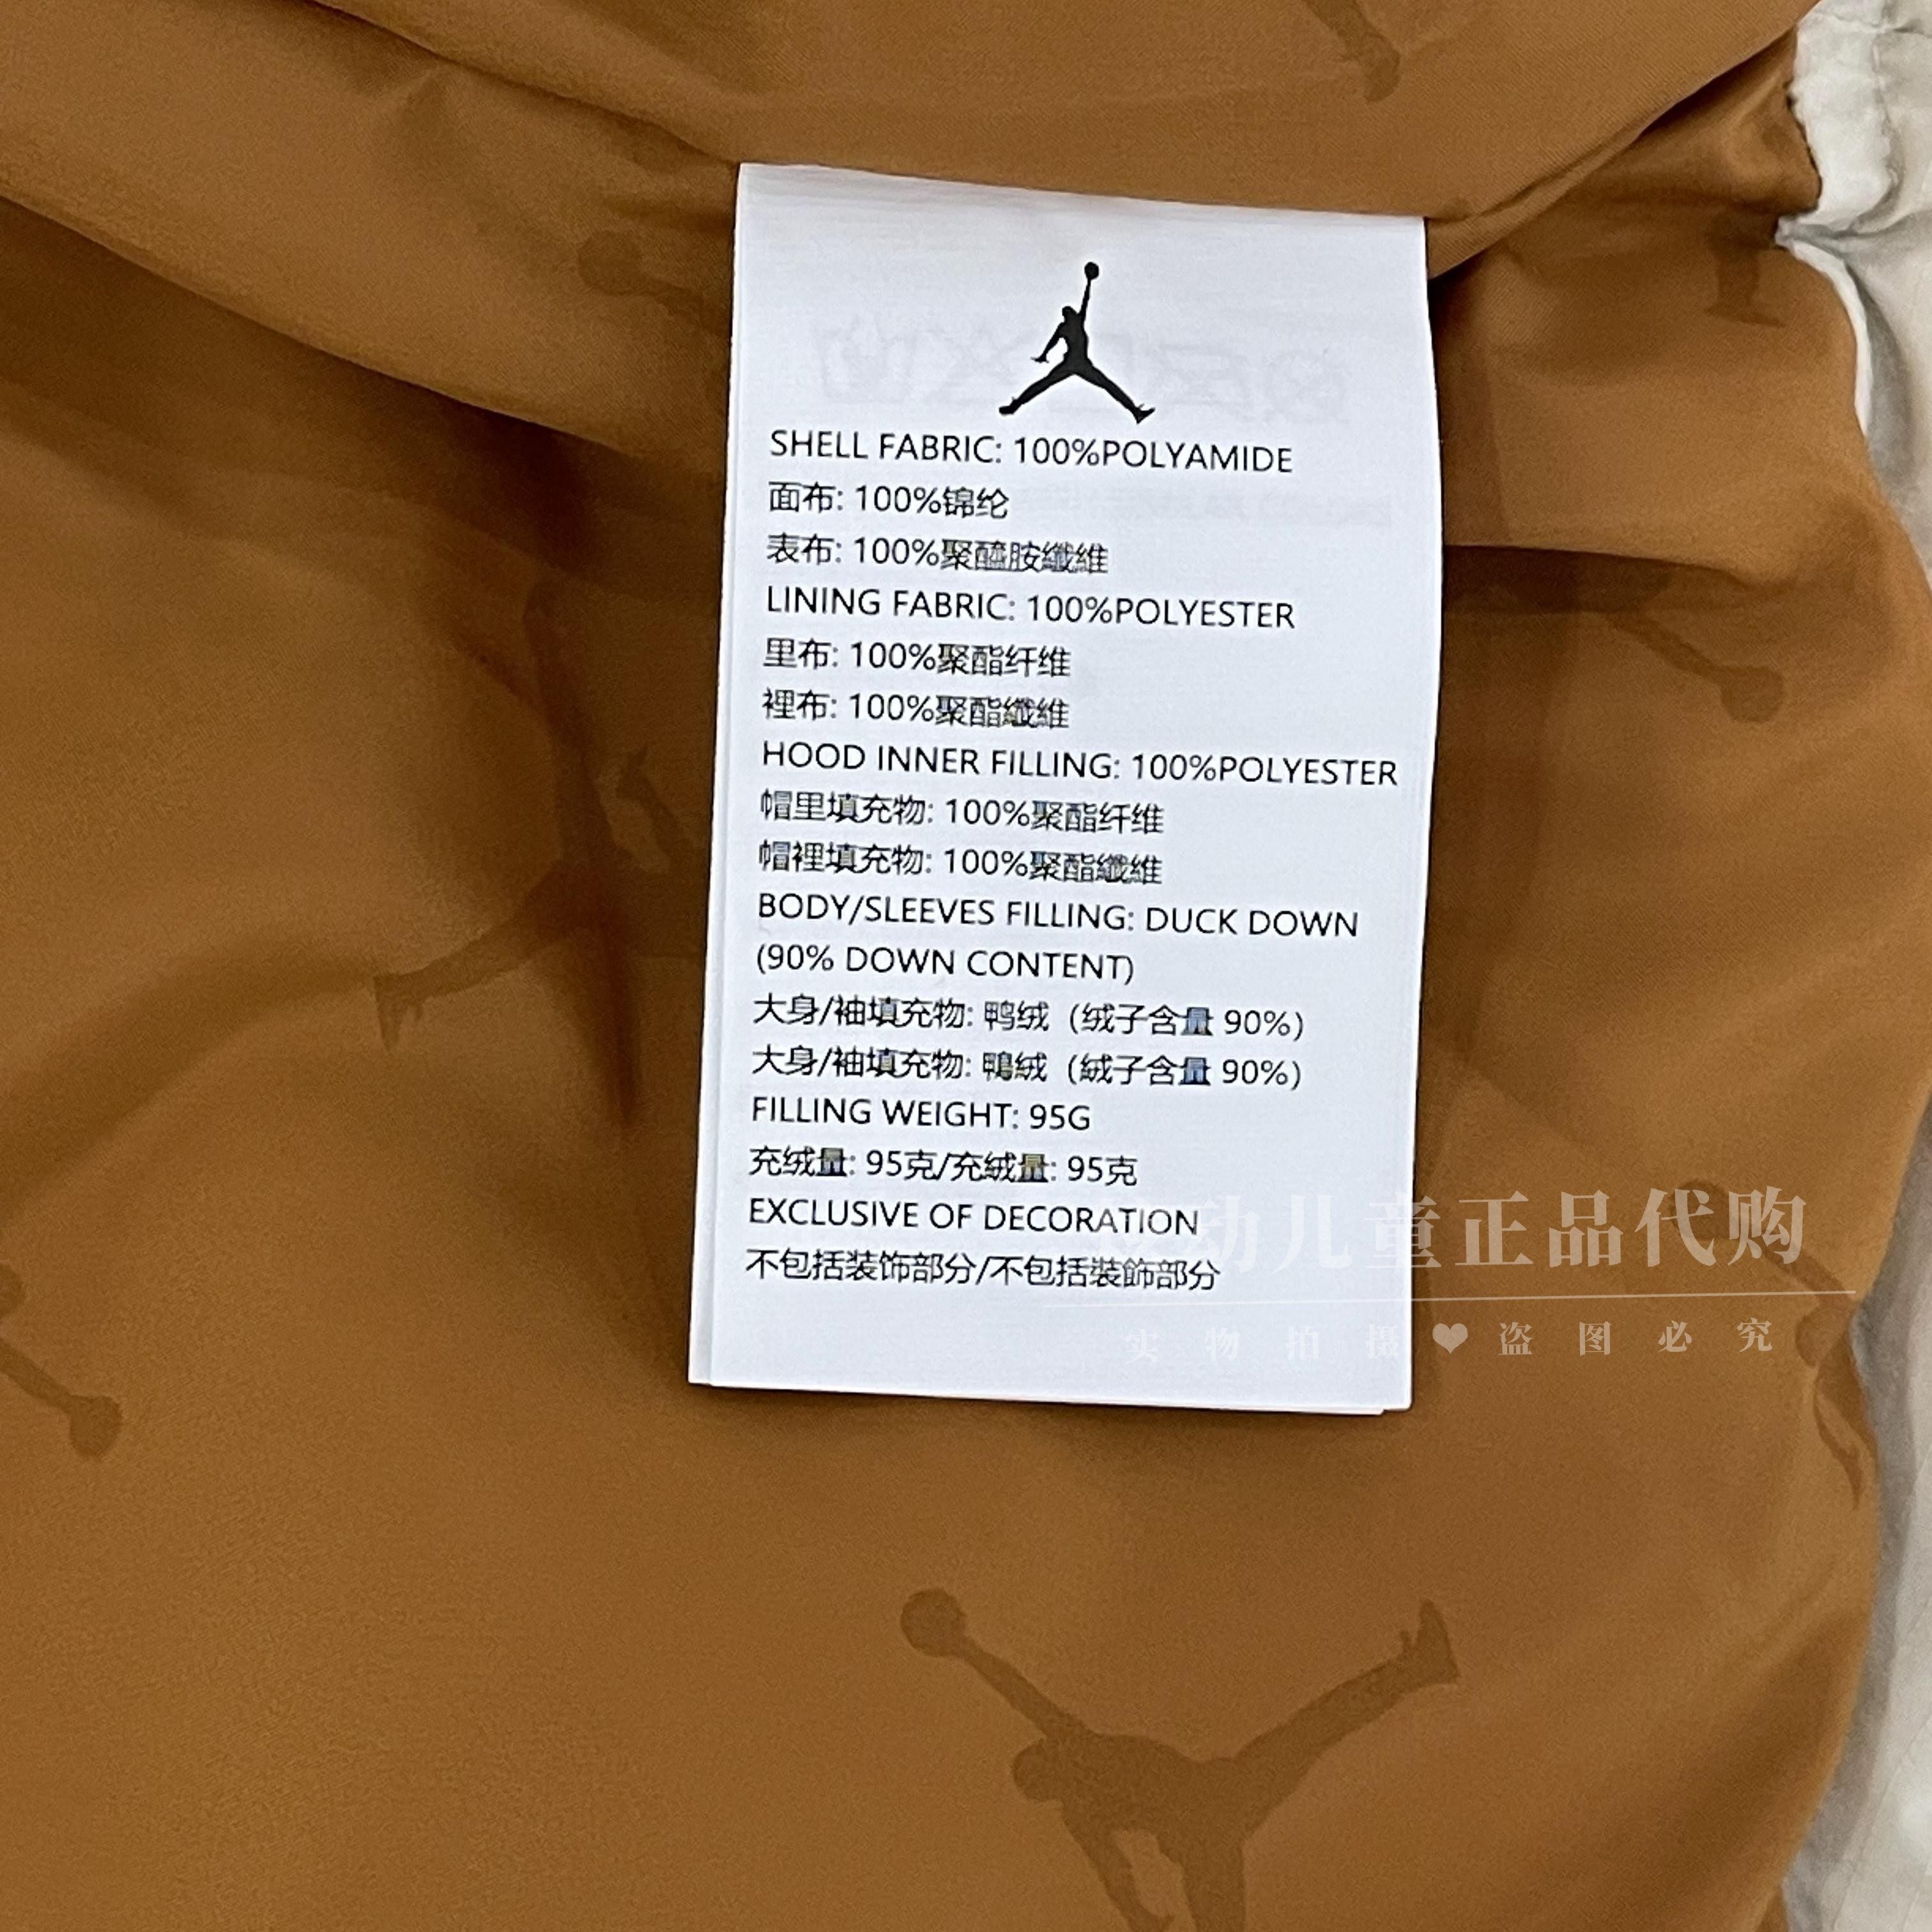 SHELL FABRIC: 100%POLYAMIDE
面布: 100%锦纶
表布: 100%聚醯胺纖維
LINING FABRIC: 100%POLYESTER
里布: 100%聚酯纤维
裡布: 100%聚酯纖維
HOOD INNER FILLING: 100%POLYESTER
帽里填充物: 100%聚酯纤维
帽裡填充物: 100%聚酯纖維
BODY/SLEEVES FILLING: DUCK DOWN
(90% DOWN CONTENT)
大身/袖填充物: 鸭绒（绒子含量 90%）
大身/袖填充物: 鴨絨（絨子含量 90%）
FILLING WEIGHT: 95G
充绒量: 95克/充絨量: 95克
EXCLUSIVE OF DECORATION
不包括装饰部分/不包括裝飾部分
动儿童正品代购
实物拍摄❤盗图必究